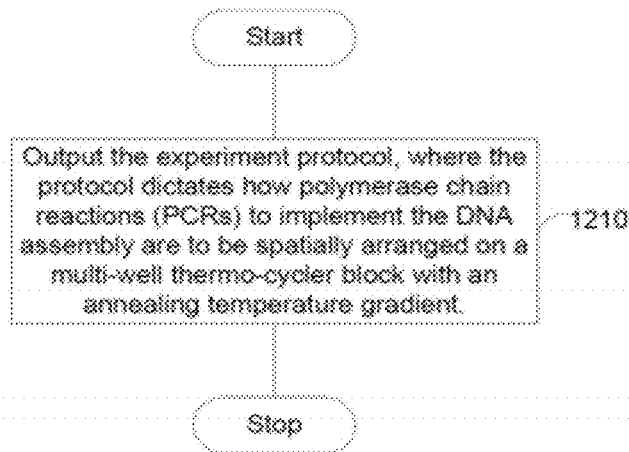 Start
Output the experiment protocol, where the
protocol dictates how polymerase chain
reactions (PCRs) to implement the DNA
assembly are to be spatially arranged on a
multi-well thermo-cycler block with an
annealing temperature gradient.
1210
Stop